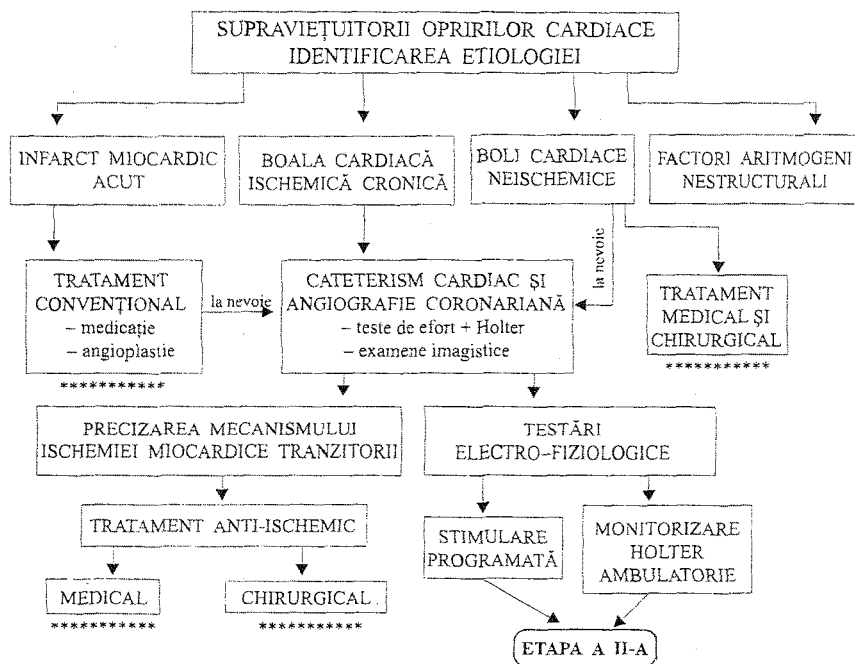 SUPRAVIEȚUITORII OPRIRILOR CARDIACE
IDENTIFICAREA ETIOLOGIEI
INFARCT MIOCARDIC
ACUT
BOALA CARDIACĂ
ISCHEMICĂ CRONICĂ
BOLI CARDIACE
NEISCHEMICE
FACTORI ARITMOGENI
NESTRUCTURALI
TRATAMENT
CONVENȚIONAL
– medicație
– angioplastie
***********
la nevoie
CATETERISM CARDIAC ȘI
ANGIOGRAFIE CORONARIANĂ
– teste de efort + Holter
– examene imagistice
la nevoie
TRATAMENT
MEDICAL ȘI
CHIRURGICAL
***********
PRECIZAREA MECANISMULUI
ISCHEMIEI MIOCARDICE TRANZITORII
TESTĂRI
ELECTRO-FIZIOLOGICE
TRATAMENT ANTI-ISCHEMIC
STIMULARE
PROGRAMATĂ
MONITORIZARE
HOLTER
AMBULATORIE
MEDICAL
***********
CHIRURGICAL
***********
ETAPA A II-A